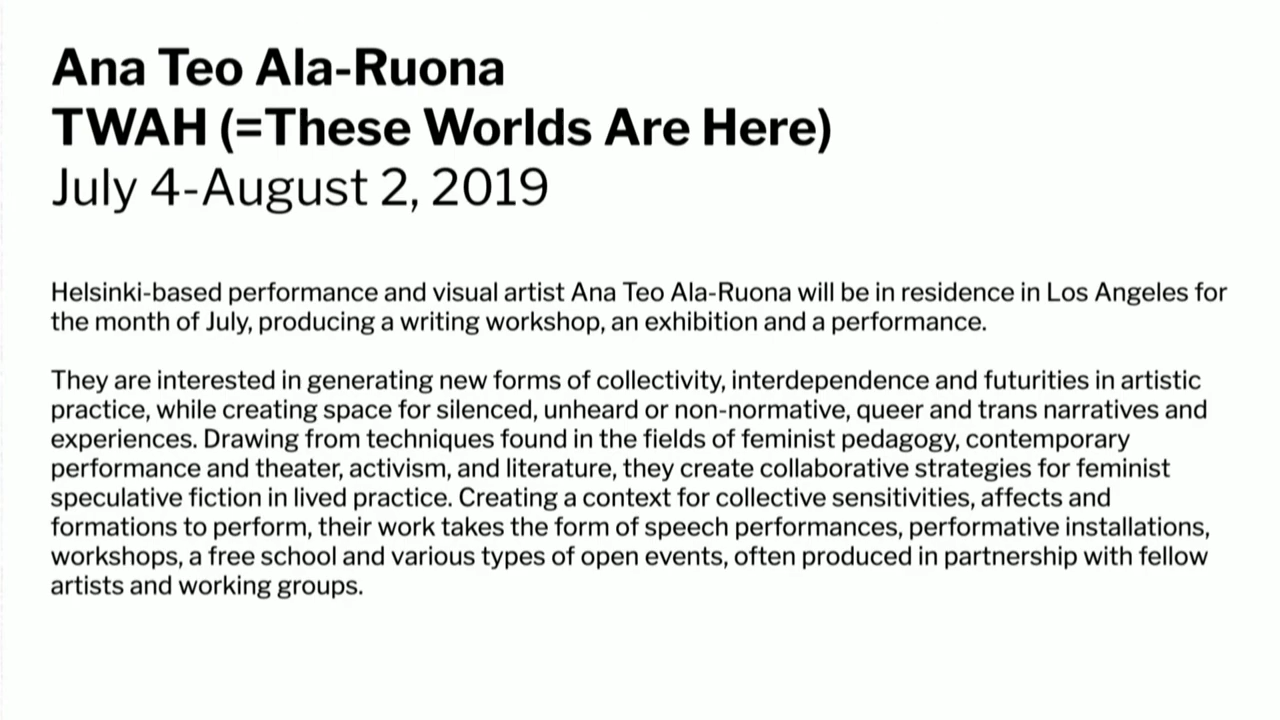 Ana Teo Ala-Ruona
TWAH (=These Worlds Are Here)
July 4-August 2, 2019
Helsinki-based performance and visual artist Ana Teo Ala-Ruona will be in residence in Los Angeles for
the month of July, producing a writing workshop, an exhibition and a performance.
They are interested in generating new forms of collectivity, interdependence and futurities in artistic
practice, while creating space for silenced, unheard or non-normative, queer and trans narratives and
experiences. Drawing from techniques found in the fields of feminist pedagogy, contemporary
performance and theater, activism, and literature, they create collaborative strategies for feminist
speculative fiction in lived practice. Creating a context for collective sensitivities, affects and
formations to perform, their work takes the form of speech performances, performative installations,
workshops, a free school and various types of open events, often produced in partnership with fellow
artists and working groups.